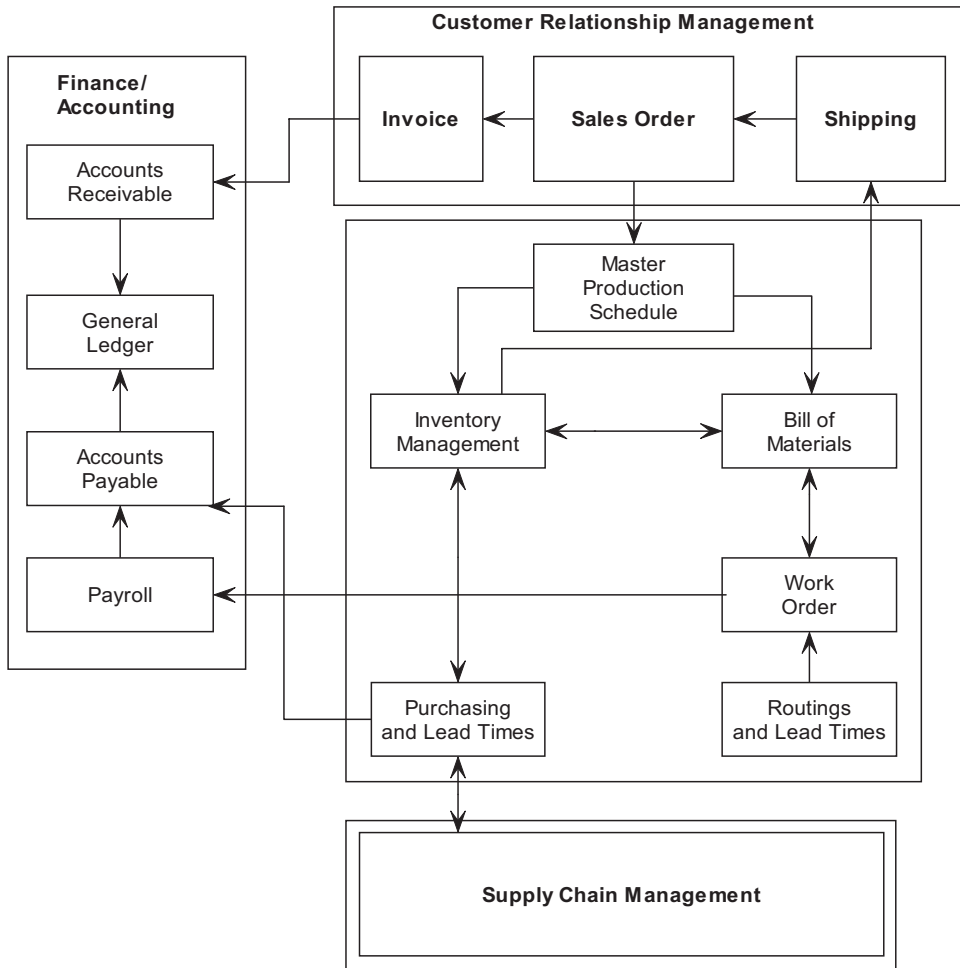 Customer Relationship Management
Finance/
Accounting
Invoice
Sales Order
Shipping
Accounts
Receivable
Master
Production
Schedule
General
Ledger
Inventory
Management
Bill of
Materials
Accounts
Payable
Payroll
Work
Order
Purchasing
and Lead Times
Routings
and Lead Times
Supply Chain Management